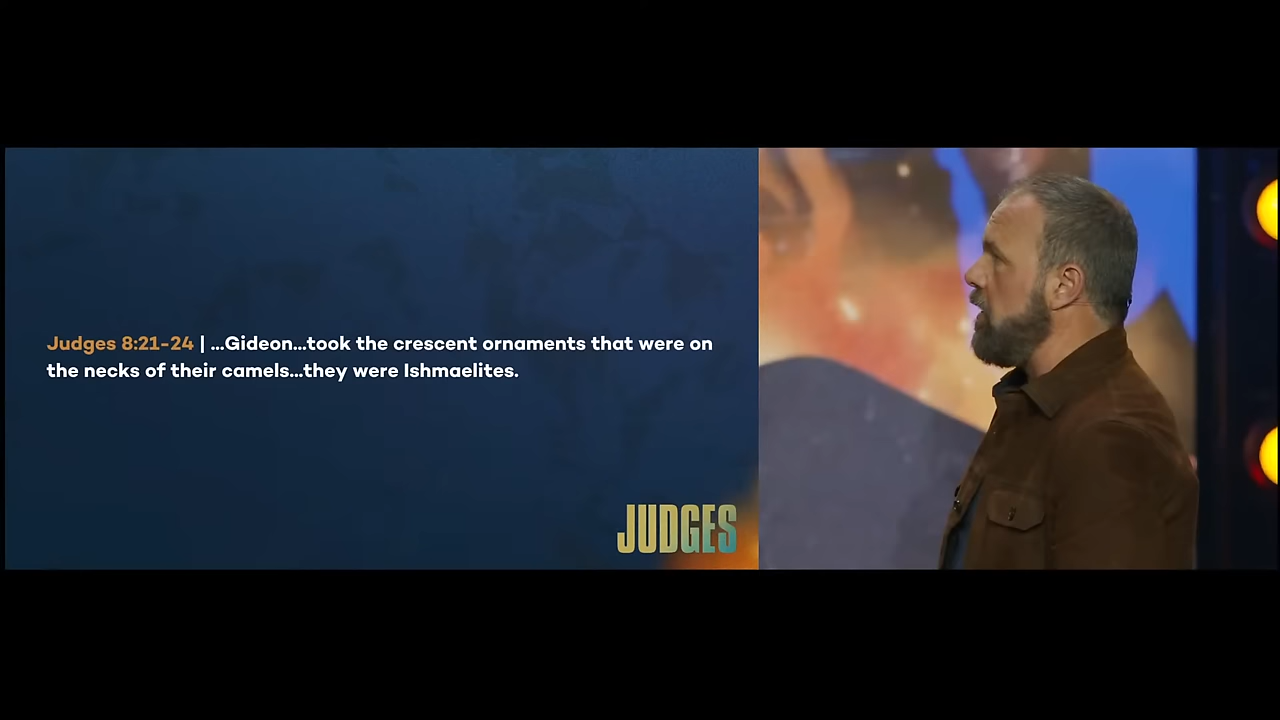 Judges 8:21-24 | ...Gideon...took the crescent ornaments that were on
the necks of their camels...they were Ishmaelites.
JUDGES